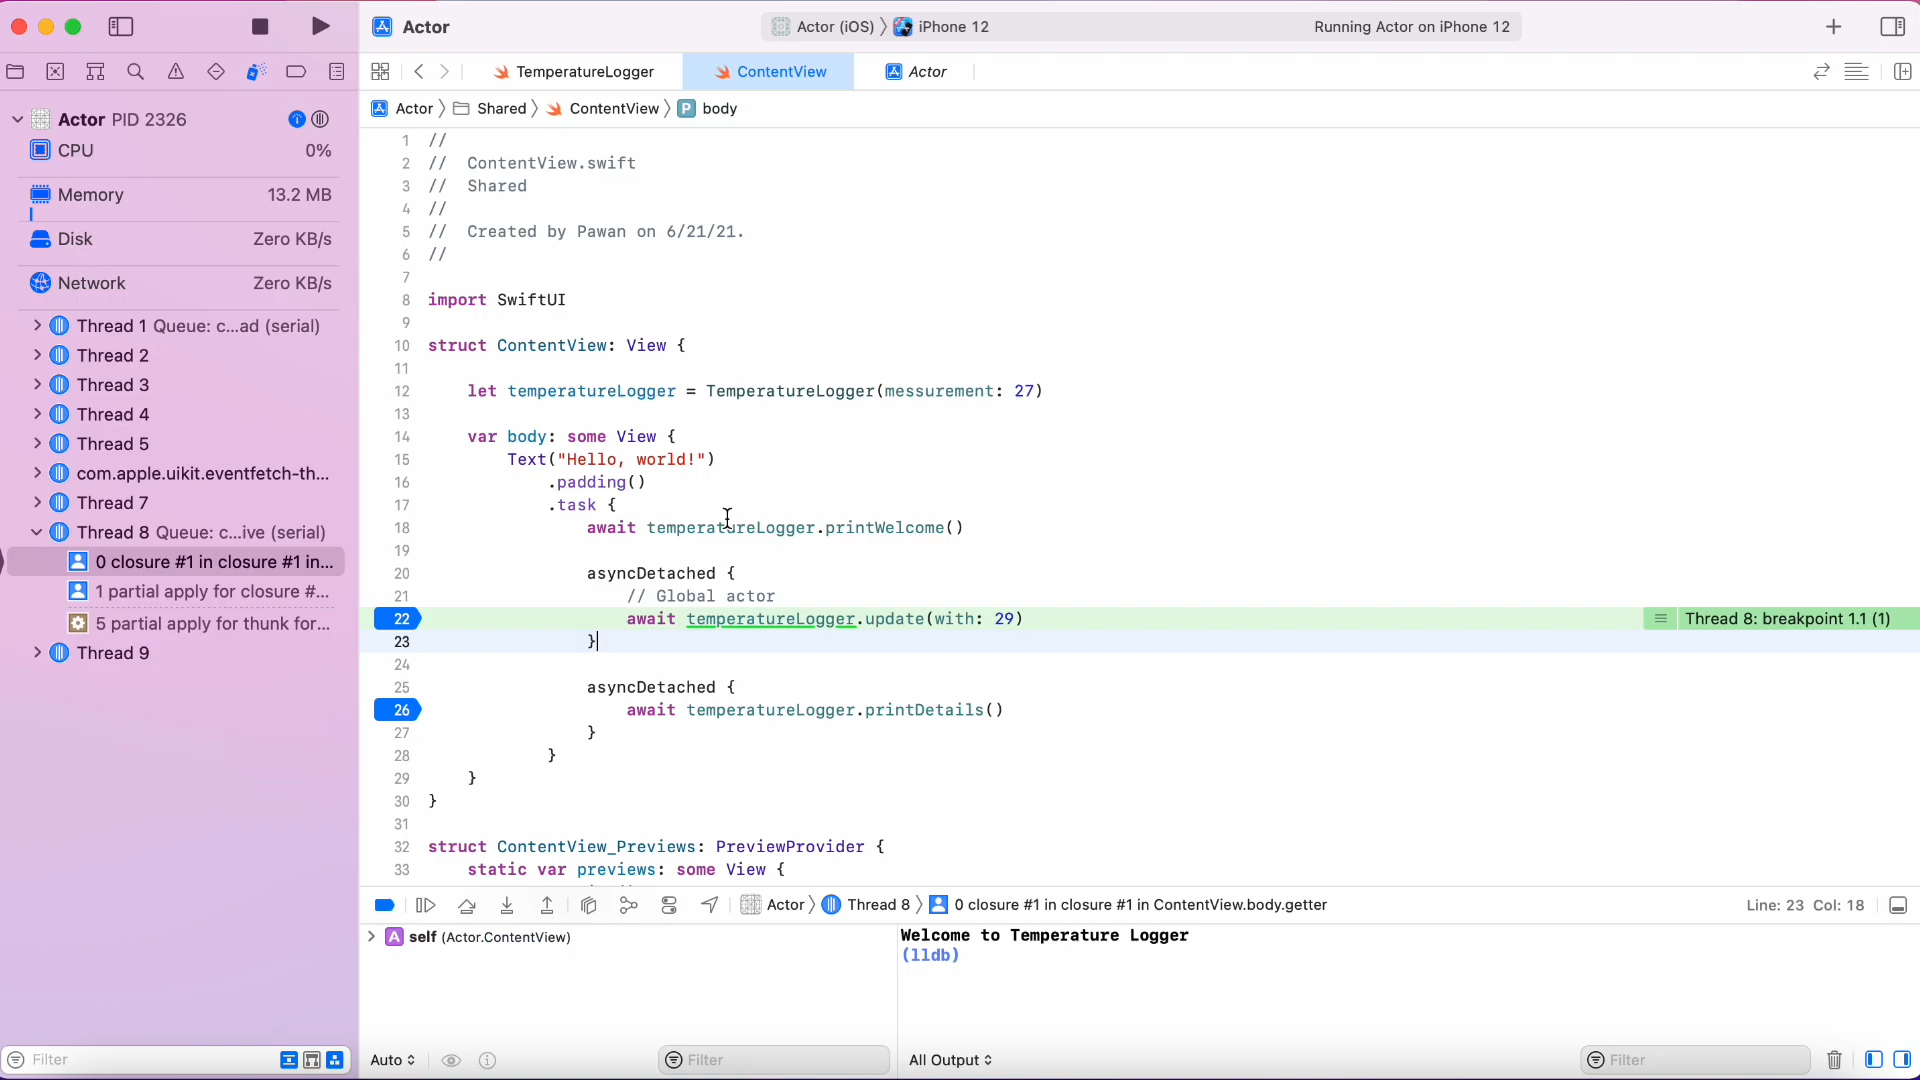 Actor
Actor (iOS) 〉 iPhone 12
Running Actor on iPhone 12
TemperatureLogger
ContentView
Actor
Actor 〉 Shared 〉 ContentView 〉 P body
Actor PID 2326
CPU 0%
Memory 13.2 MB
Disk Zero KB/s
Network Zero KB/s
Thread 1 Queue: c...ad (serial)
Thread 2
Thread 3
Thread 4
Thread 5
com.apple.uikit.eventfetch-th...
Thread 7
Thread 8 Queue: c...ive (serial)
0 closure #1 in closure #1 in...
1 partial apply for closure #...
5 partial apply for thunk for...
Thread 9
Filter
1 //
2 //  ContentView.swift
3 //  Shared
4 //
5 //  Created by Pawan on 6/21/21.
6 //
7
8 import SwiftUI
9
10 struct ContentView: View {
11
12     let temperatureLogger = TemperatureLogger(messurement: 27)
13
14     var body: some View {
15         Text("Hello, world!")
16             .padding()
17             .task {
18                 await temperatureLogger.printWelcome()
19
20                 asyncDetached {
21                     // Global actor
22                     await temperatureLogger.update(with: 29)
Thread 8: breakpoint 1.1 (1)
23                 }
24
25                 asyncDetached {
26                     await temperatureLogger.printDetails()
27                 }
28             }
29     }
30 }
31
32 struct ContentView_Previews: PreviewProvider {
33     static var previews: some View {
Actor 〉 Thread 8 〉 0 closure #1 in closure #1 in ContentView.body.getter
Line: 23 Col: 18
A self (Actor.ContentView)
Welcome to Temperature Logger
(lldb)
Auto
Filter
All Output
Filter